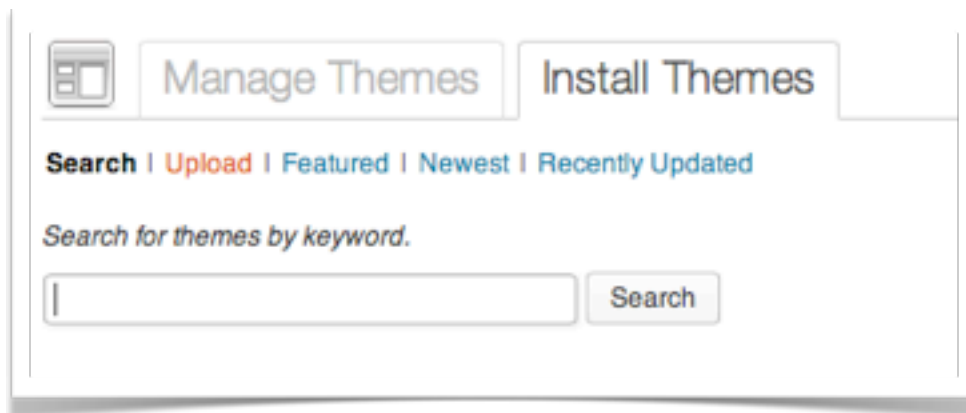 Manage Themes Install Themes
Search | Upload | Featured | Newest | Recently Updated
Search for themes by keyword.
Search